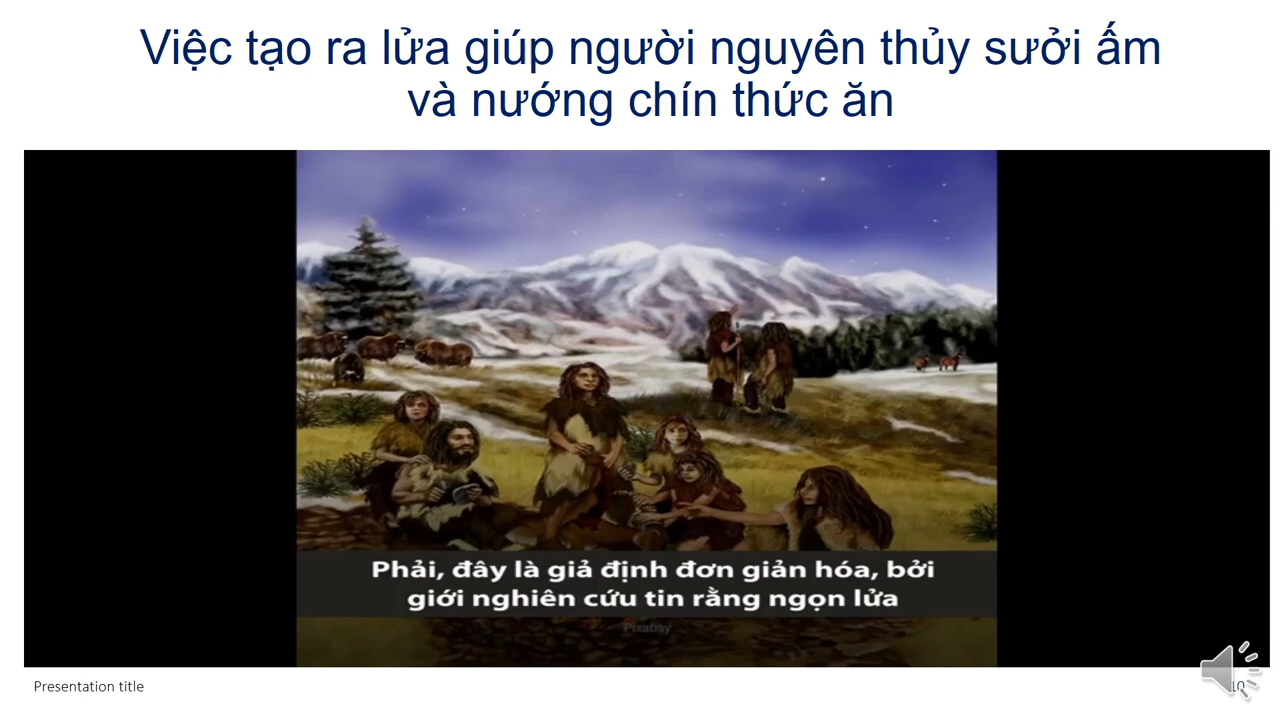 Việc tạo ra lửa giúp người nguyên thủy sưởi ấm
và nướng chín thức ăn
Phải, đây là giả định đơn giản hóa, bởi
giới nghiên cứu tin rằng ngọn lửa
Pixabay
Presentation title
10